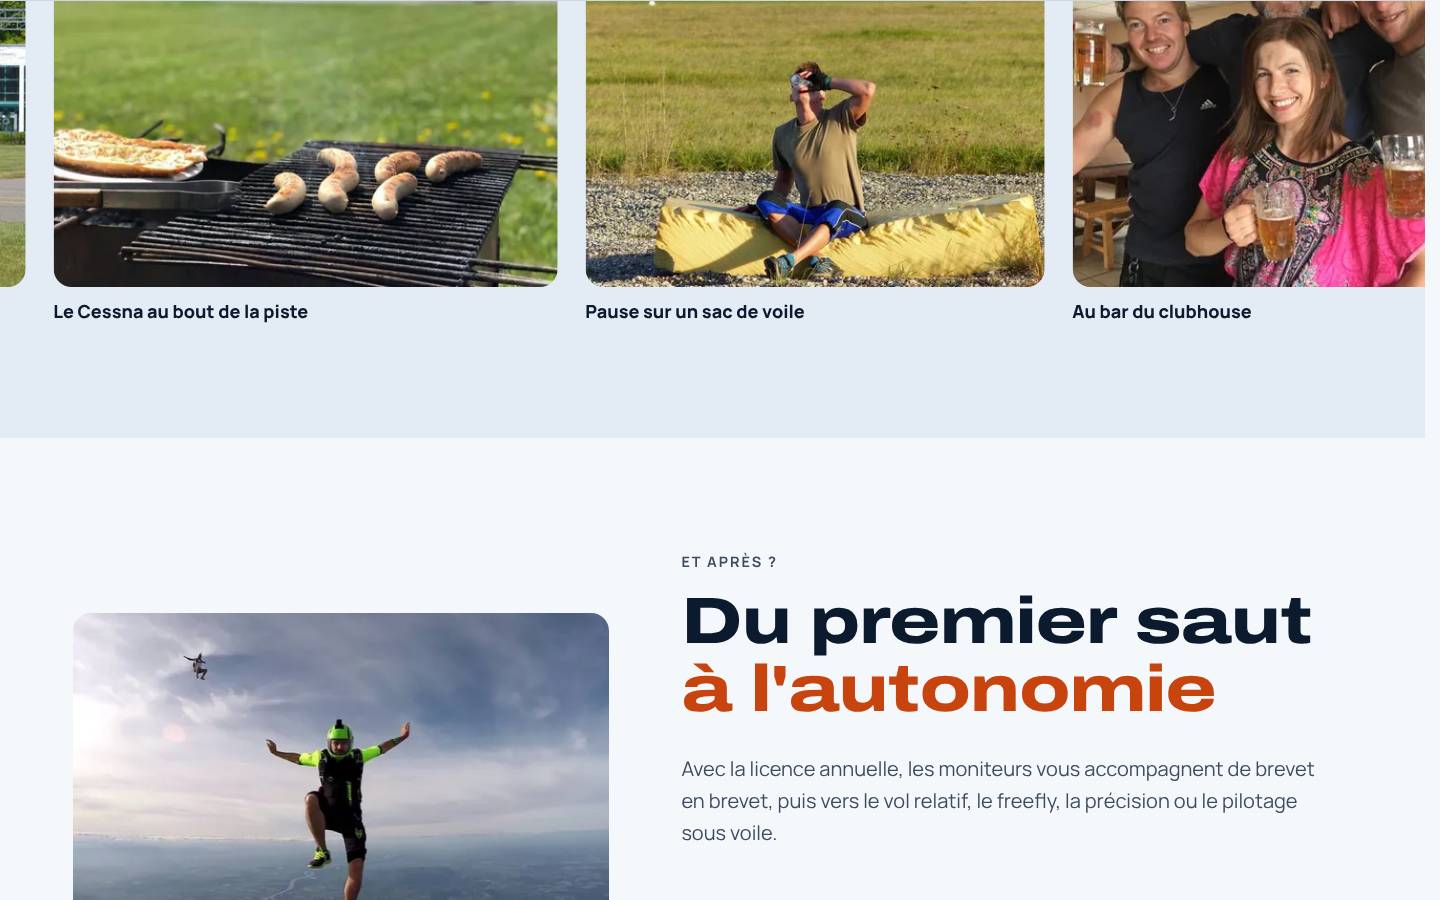 Le Cessna au bout de la piste
Pause sur un sac de voile
Au bar du clubhouse
ET APRÈS ?
Du premier saut
à l'autonomie
Avec la licence annuelle, les moniteurs vous accompagnent de brevet
en brevet, puis vers le vol relatif, le freefly, la précision ou le pilotage
sous voile.